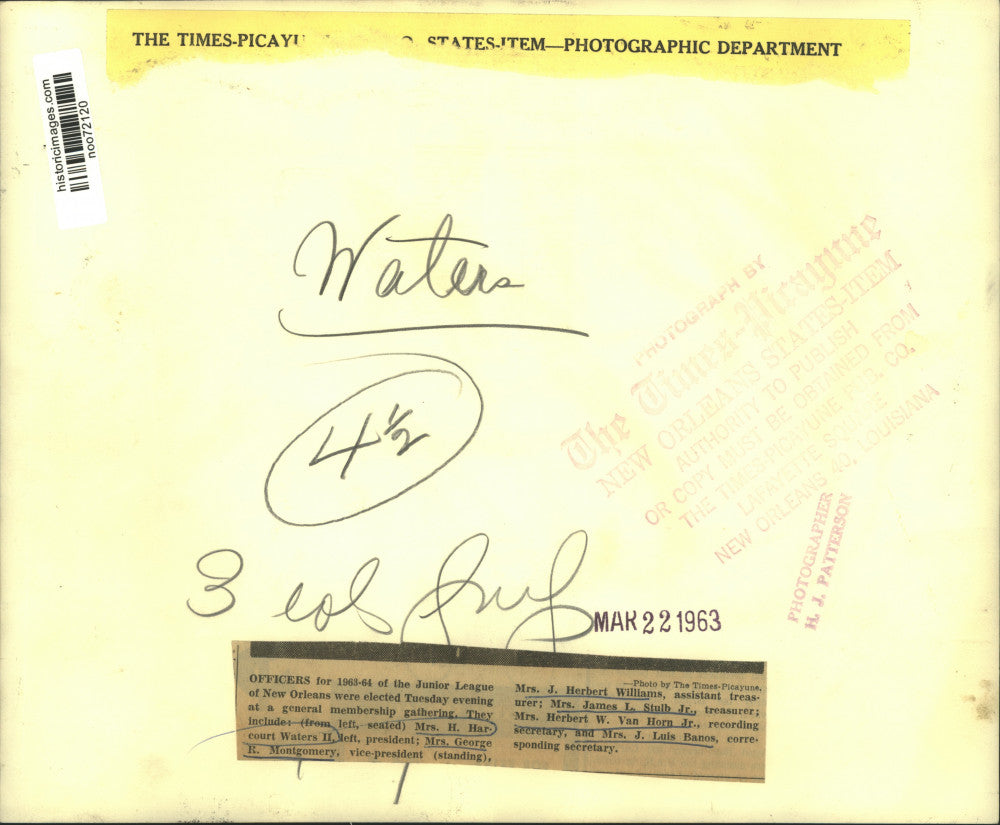 THE TIMES-PICAYU STATES-ITEM—PHOTOGRAPHIC DEPARTMENT
historicimages.com
noo72120
Waters
4 1/2
3 cols
PHOTOGRAPH BY
The Times-Picayune
NEW ORLEANS STATES-ITEM
AUTHORITY TO PUBLISH
OR COPY MUST BE OBTAINED FROM
THE TIMES-PICAYUNE PUB. CO.
LAFAYETTE SQUARE
NEW ORLEANS 40, LOUISIANA
PHOTOGRAPHER
H. J. PATTERSON
MAR 22 1963
OFFICERS for 1963-64 of the Junior League
of New Orleans were elected Tuesday evening
at a general membership gathering. They
include: (from left, seated) Mrs. H. Har-
court Waters II, left, president; Mrs. George
R. Montgomery, vice-president (standing),
—Photo by The Times-Picayune.
Mrs. J. Herbert Williams, assistant treas-
urer; Mrs. James L. Stulb Jr., treasurer;
Mrs. Herbert W. Van Horn Jr., recording
secretary, and Mrs. J. Luis Banos, corre-
sponding secretary.